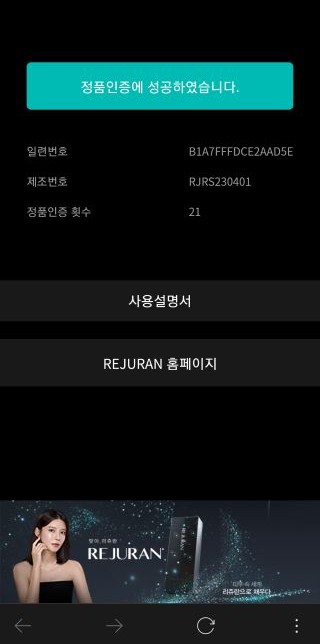 정품인증에 성공하였습니다.
일련번호 B1A7FFFDCE2AAD5E
제조번호 RJRS230401
정품인증 횟수 21
사용설명서
REJURAN 홈페이지
REJURAN
리쥬란으로 채우다